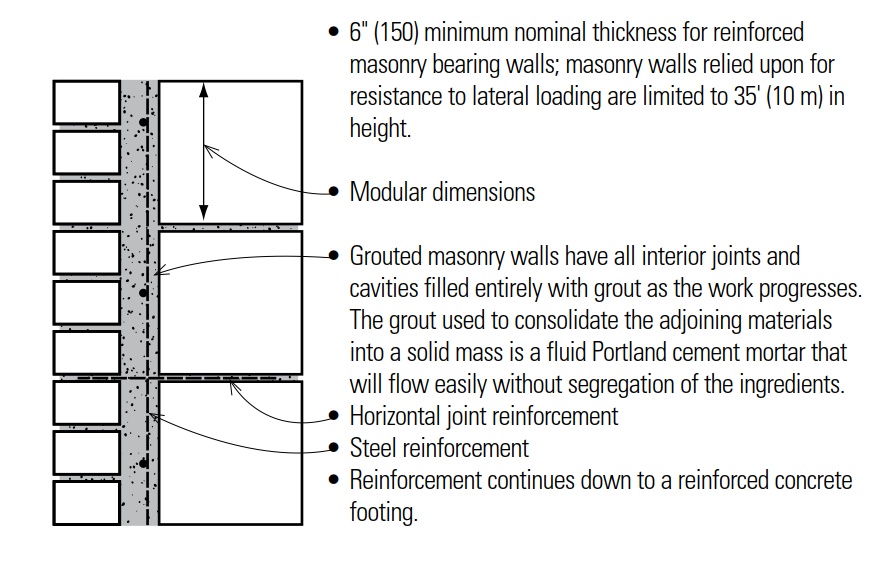 • 6" (150) minimum nominal thickness for reinforced
masonry bearing walls; masonry walls relied upon for
resistance to lateral loading are limited to 35' (10 m) in
height.
• Modular dimensions
• Grouted masonry walls have all interior joints and
cavities filled entirely with grout as the work progresses.
The grout used to consolidate the adjoining materials
into a solid mass is a fluid Portland cement mortar that
will flow easily without segregation of the ingredients.
• Horizontal joint reinforcement
• Steel reinforcement
• Reinforcement continues down to a reinforced concrete
footing.